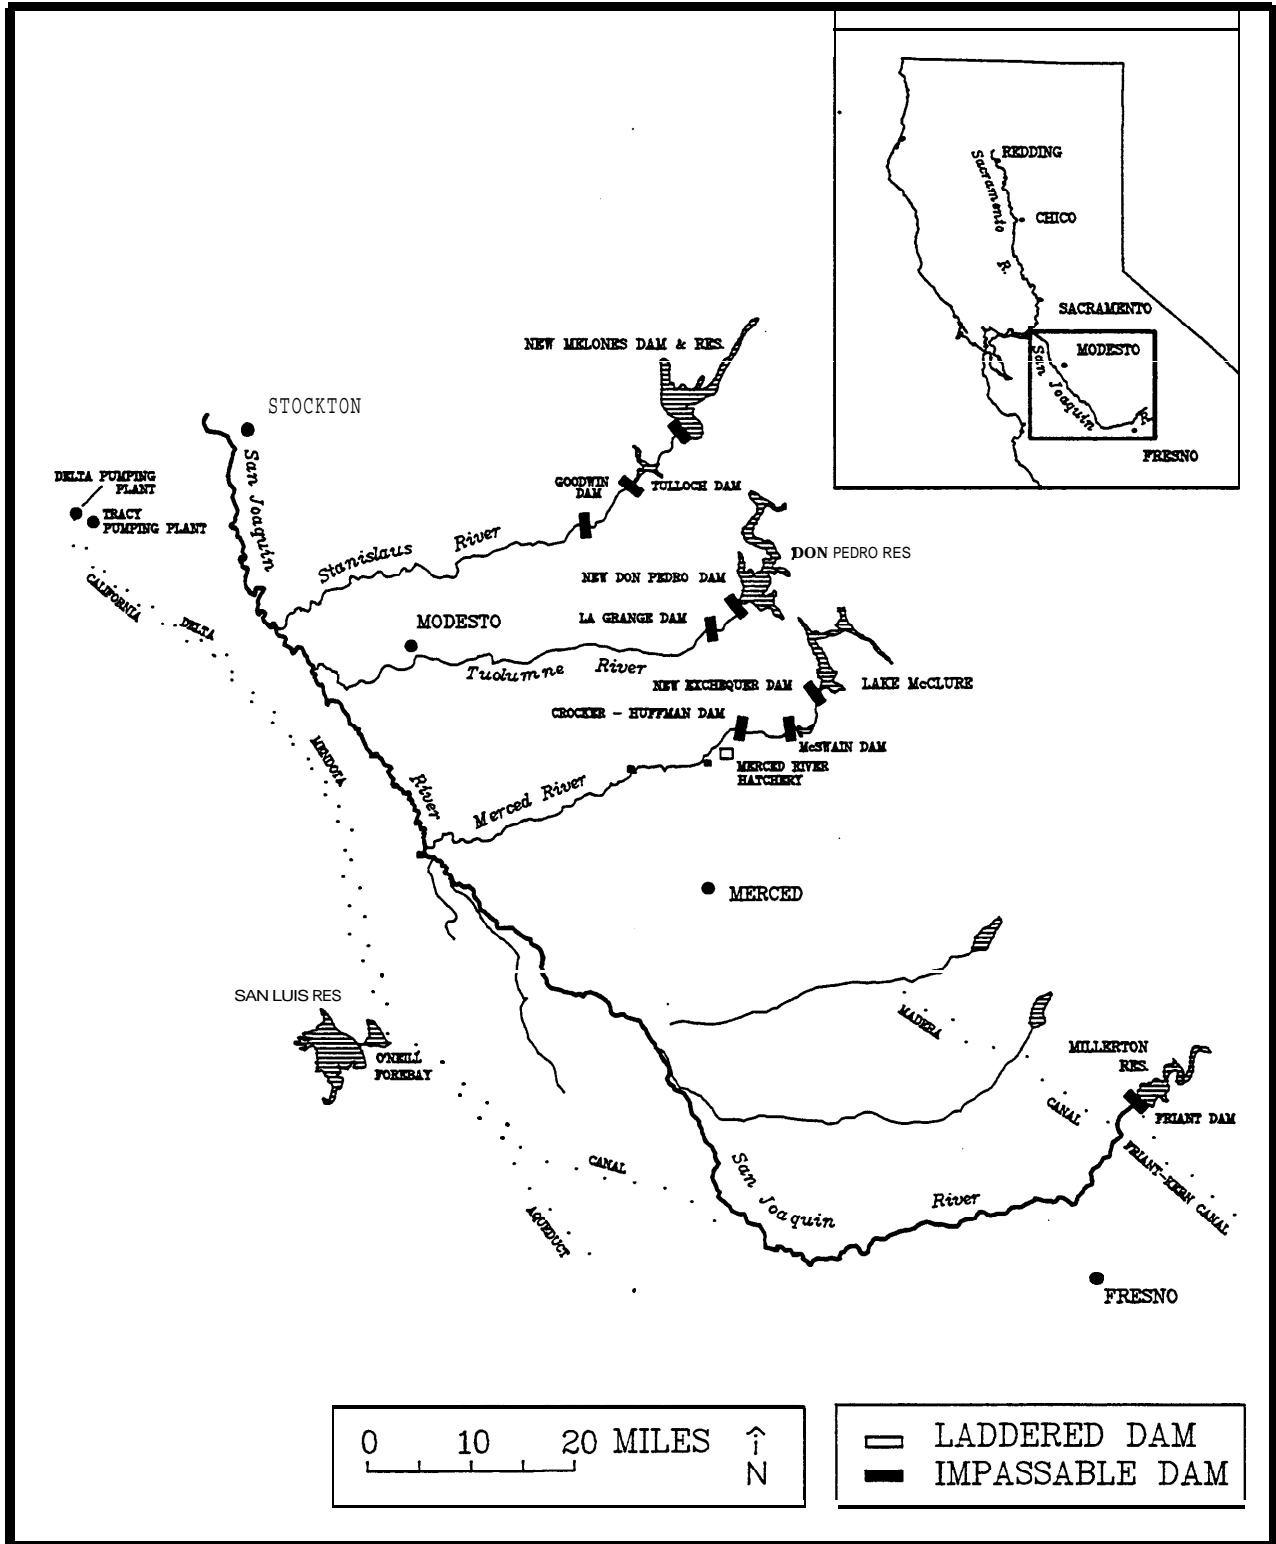 REDDING
Sacramento
R.
CHICO
SACRAMENTO
MODESTO
San Joaquin
R.
FRESNO
NEW MELONES DAM & RES.
STOCKTON
San Joaquin
DELTA PUMPING
PLANT
TRACY
PUMPING PLANT
GOODWIN
DAM
TULLOCH DAM
Stanislaus River
DON PEDRO RES
NEW DON PEDRO DAM
CALIFORNIA
DELTA
MODESTO
LA GRANGE DAM
Tuolumne River
NEW EXCHEQUER DAM
LAKE McCLURE
CROCKER - HUFFMAN DAM
McSWAIN DAM
MENDOTA
MERCED RIVER
HATCHERY
River
Merced River
MERCED
SAN LUIS RES
O'NEILL
FOREBAY
MADERA
CANAL
MILLERTON
RES.
FRIANT DAM
FRIANT-KERN CANAL
CANAL
AQUEDUCT
San Joaquin
River
FRESNO
0 10 20 MILES
N
LADDERED DAM
IMPASSABLE DAM